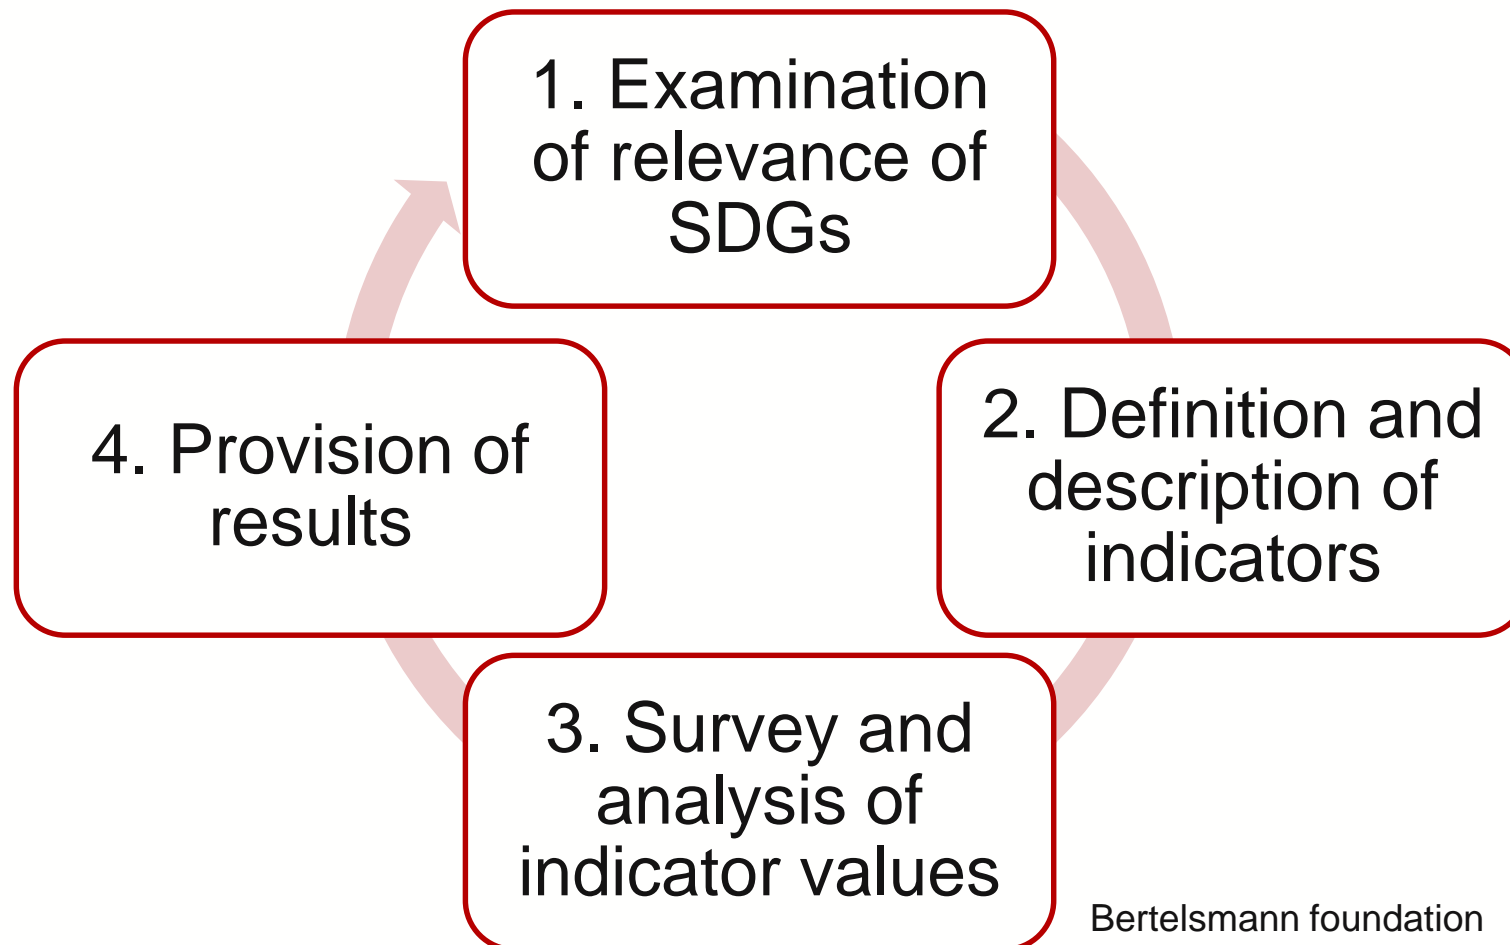 1. Examination
of relevance of
SDGs
2. Definition and
description of
indicators
3. Survey and
analysis of
indicator values
4. Provision of
results
Bertelsmann foundation